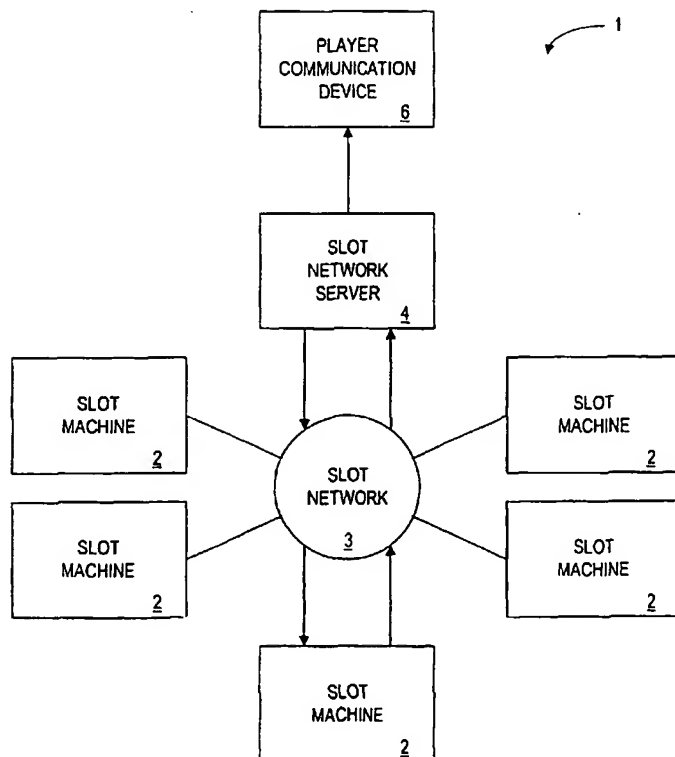 1
PLAYER
COMMUNICATION
DEVICE
6
SLOT
NETWORK
SERVER
4
SLOT
MACHINE
2
SLOT
MACHINE
2
SLOT
NETWORK
3
SLOT
MACHINE
2
SLOT
MACHINE
2
SLOT
MACHINE
2